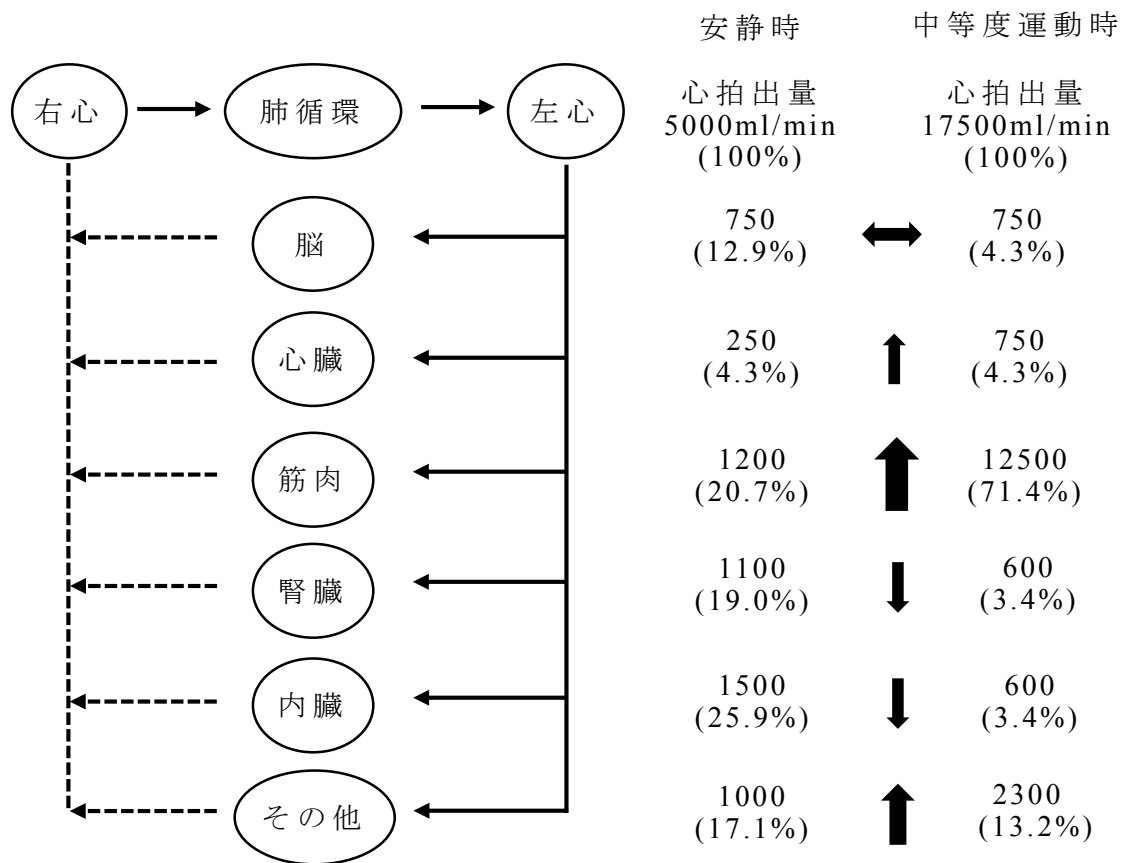 安静時 中等度運動時
右心 肺循環 左心
心拍出量 心拍出量
5000ml/min 17500ml/min
(100%) (100%)
脳
750 750
(12.9%) (4.3%)
心臓
250 750
(4.3%) (4.3%)
筋肉
1200 12500
(20.7%) (71.4%)
腎臓
1100 600
(19.0%) (3.4%)
内臓
1500 600
(25.9%) (3.4%)
その他
1000 2300
(17.1%) (13.2%)